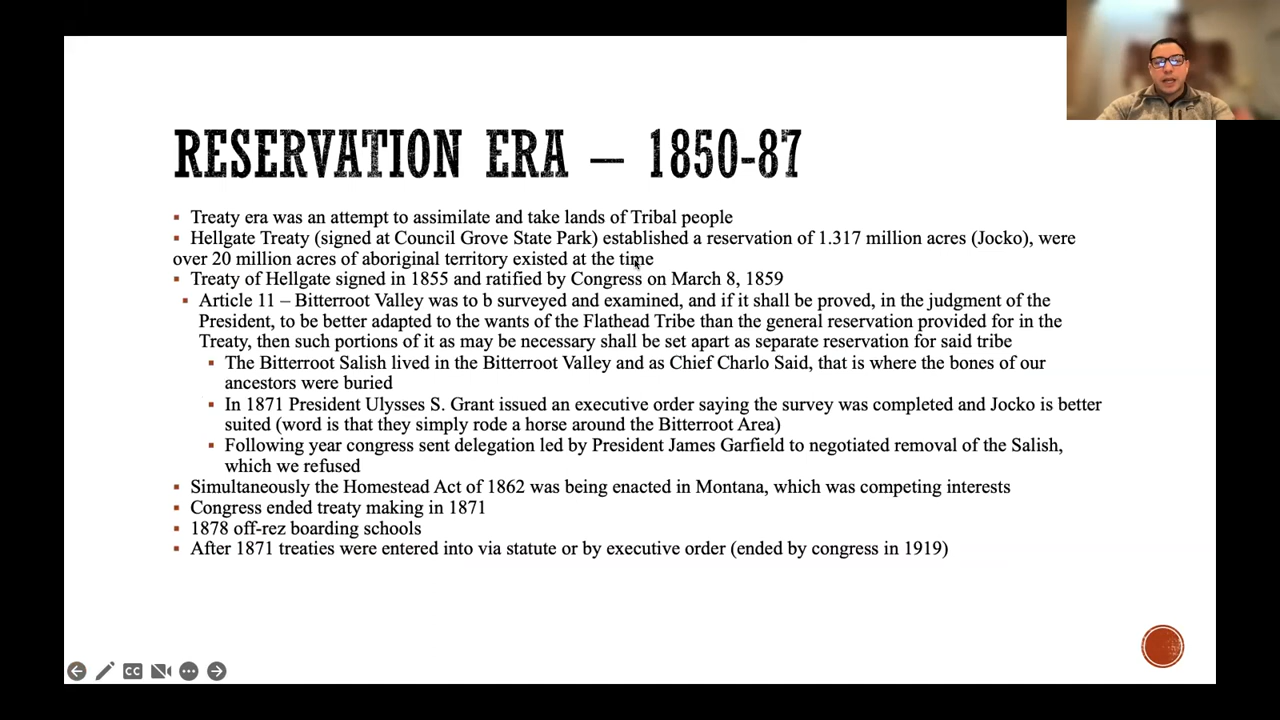 RESERVATION ERA – 1850-87
▪ Treaty era was an attempt to assimilate and take lands of Tribal people
▪ Hellgate Treaty (signed at Council Grove State Park) established a reservation of 1.317 million acres (Jocko), were
over 20 million acres of aboriginal territory existed at the time
▪ Treaty of Hellgate signed in 1855 and ratified by Congress on March 8, 1859
▪ Article 11 – Bitterroot Valley was to b surveyed and examined, and if it shall be proved, in the judgment of the
President, to be better adapted to the wants of the Flathead Tribe than the general reservation provided for in the
Treaty, then such portions of it as may be necessary shall be set apart as separate reservation for said tribe
▪ The Bitterroot Salish lived in the Bitterroot Valley and as Chief Charlo Said, that is where the bones of our
ancestors were buried
▪ In 1871 President Ulysses S. Grant issued an executive order saying the survey was completed and Jocko is better
suited (word is that they simply rode a horse around the Bitterroot Area)
▪ Following year congress sent delegation led by President James Garfield to negotiated removal of the Salish,
which we refused
▪ Simultaneously the Homestead Act of 1862 was being enacted in Montana, which was competing interests
▪ Congress ended treaty making in 1871
▪ 1878 off-rez boarding schools
▪ After 1871 treaties were entered into via statute or by executive order (ended by congress in 1919)
CC